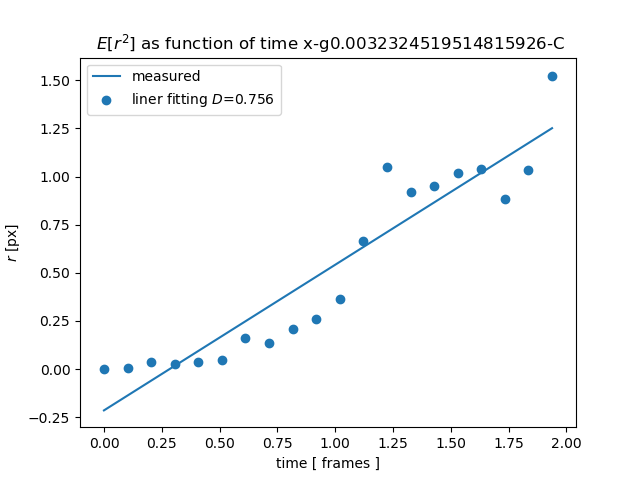 E[r²] as function of time x-g0.0032324519514815926-C
measured
liner fitting D=0.756
1.50
1.25
1.00
0.75
0.50
0.25
0.00
−0.25
r [px]
0.00 0.25 0.50 0.75 1.00 1.25 1.50 1.75 2.00
time [ frames ]